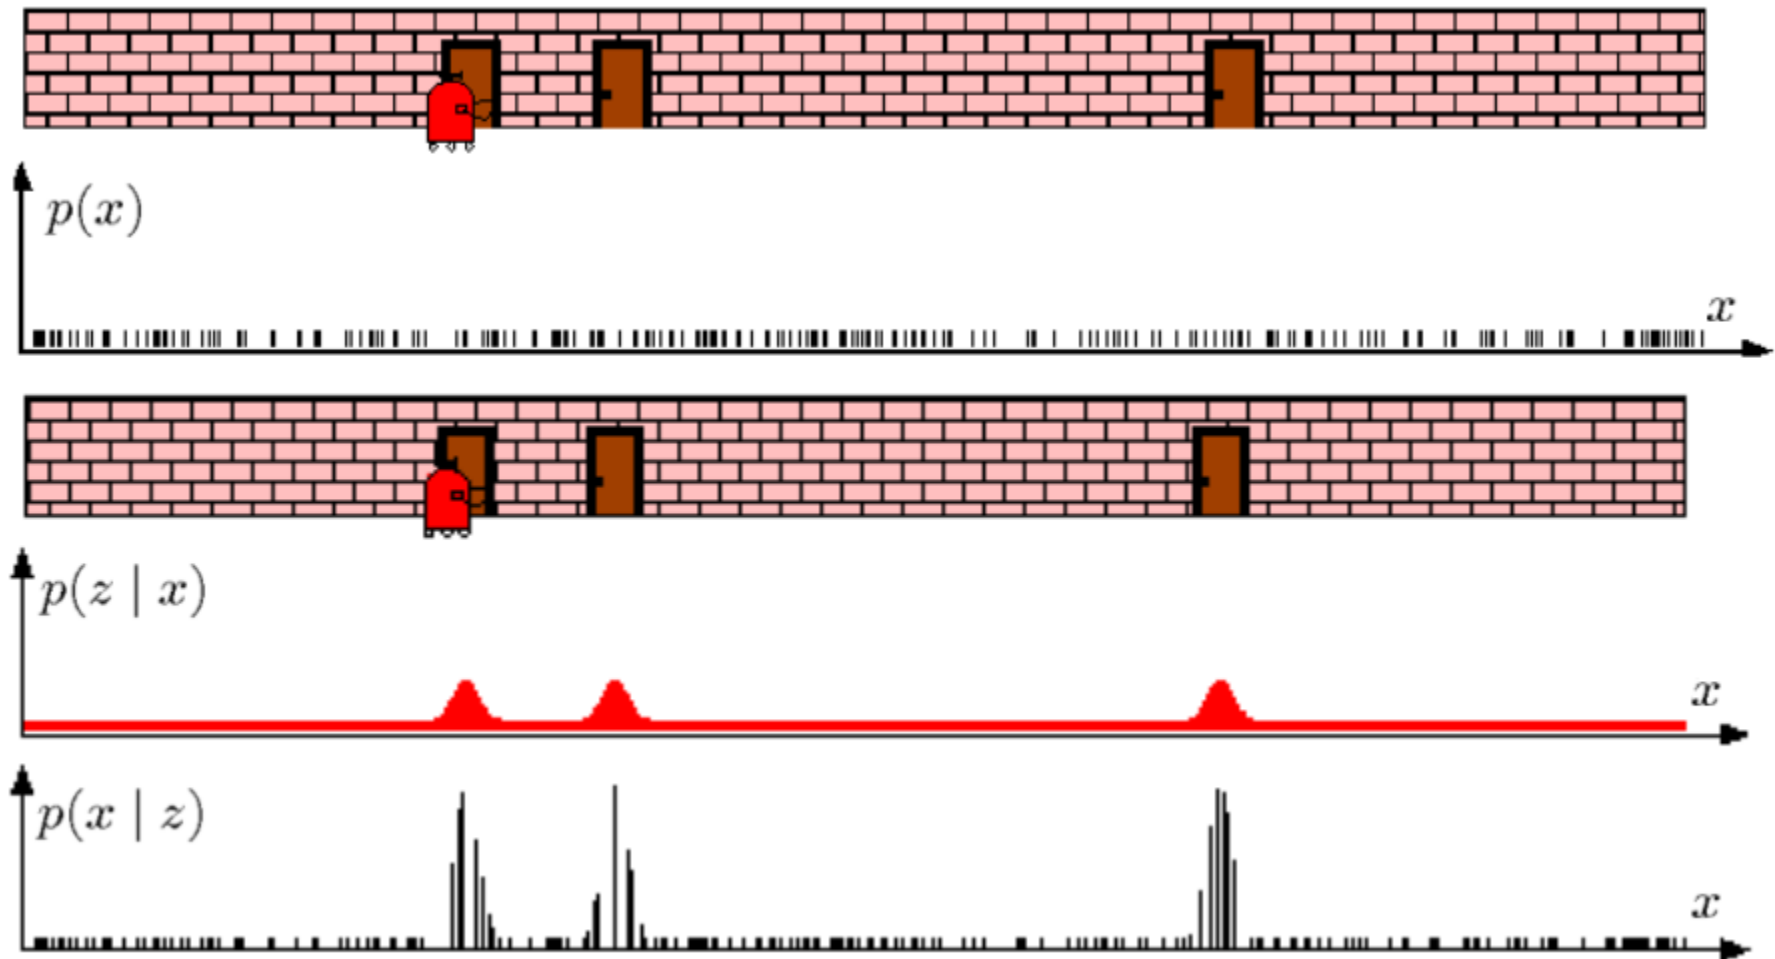 p(x)
x
p(z | x)
x
p(x | z)
x